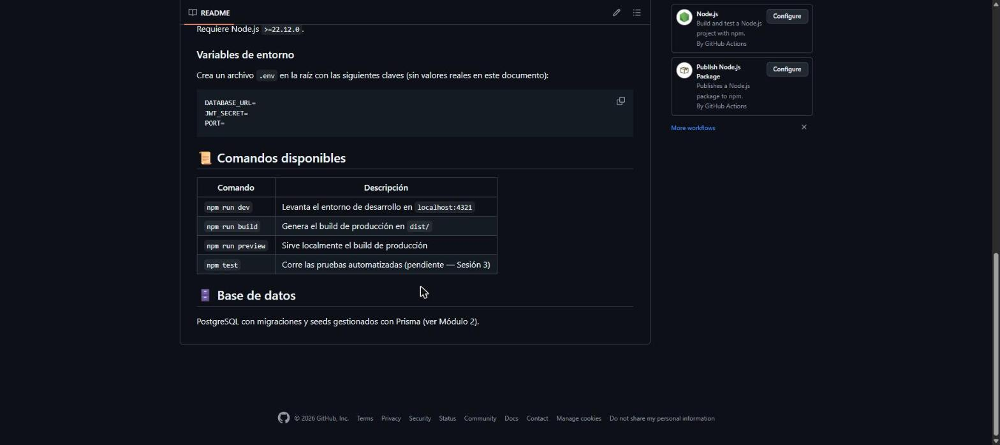 README
Requiere Node.js >=22.12.0.
Variables de entorno
Crea un archivo .env en la raíz con las siguientes claves (sin valores reales en este documento):
DATABASE_URL=
JWT_SECRET=
PORT=
📜 Comandos disponibles
Comando Descripción
npm run dev Levanta el entorno de desarrollo en localhost:4321
npm run build Genera el build de producción en dist/
npm run preview Sirve localmente el build de producción
npm test Corre las pruebas automatizadas (pendiente — Sesión 3)
🗄️ Base de datos
PostgreSQL con migraciones y seeds gestionados con Prisma (ver Módulo 2).
Node.js
Configure
Build and test a Node.js
project with npm.
By GitHub Actions
Publish Node.js
Package
Configure
Publishes a Node.js
package to npm.
By GitHub Actions
More workflows
© 2026 GitHub, Inc. Terms Privacy Security Status Community Docs Contact Manage cookies Do not share my personal information